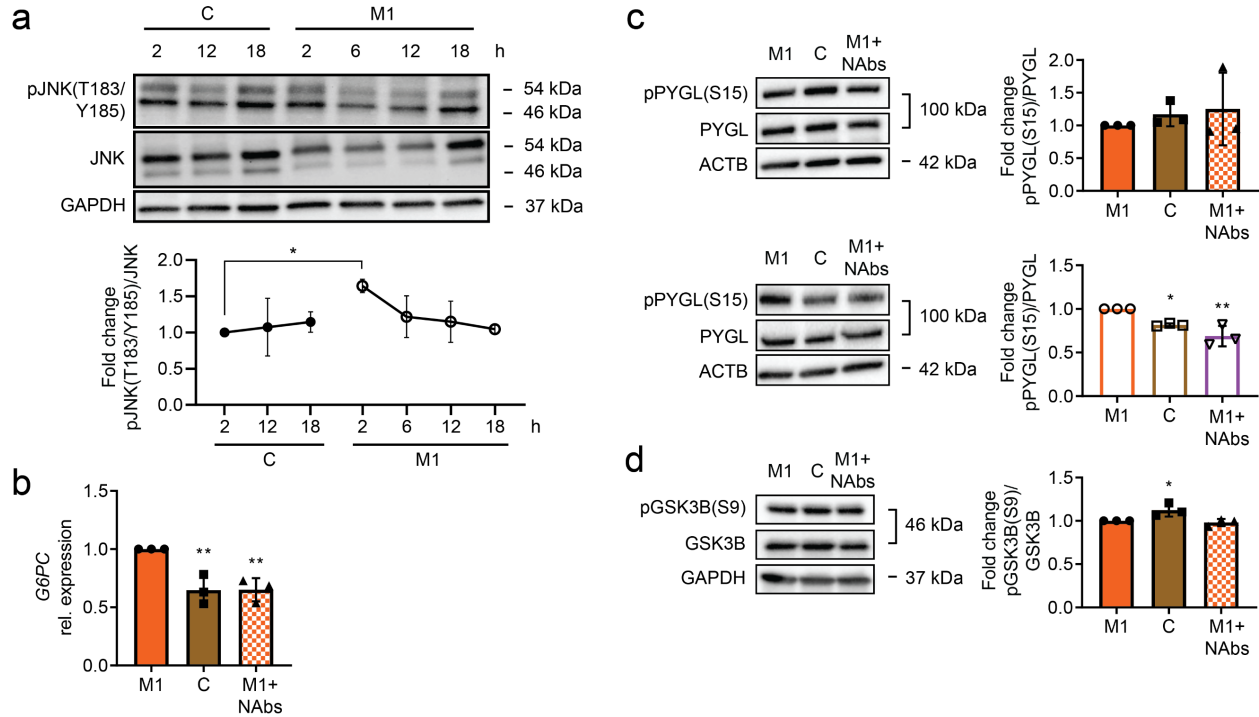 a
C M1
2 12 18 2 6 12 18 h
pJNK(T183/
Y185)
- 54 kDa
- 46 kDa
JNK
- 54 kDa
- 46 kDa
GAPDH
- 37 kDa
Fold change
pJNK(T183/Y185)/JNK
2.0
1.5
1.0
0.5
0.0
*
2 12 18 2 6 12 18 h
C M1
b
G6PC
rel. expression
1.5
1.0
0.5
0.0
** **
M1 C M1+
NAbs
c
M1 C M1+
NAbs
pPYGL(S15)
PYGL
100 kDa
ACTB - 42 kDa
Fold change
pPYGL(S15)/PYGL
2.0
1.5
1.0
0.5
0.0
M1 C M1+
NAbs
M1 C M1+
NAbs
pPYGL(S15)
PYGL
100 kDa
ACTB - 42 kDa
Fold change
pPYGL(S15)/PYGL
1.5
1.0
0.5
0.0
* **
M1 C M1+
NAbs
d
M1 C M1+
NAbs
pGSK3B(S9)
GSK3B
46 kDa
GAPDH - 37 kDa
Fold change
pGSK3B(S9)/
GSK3B
1.5
1.0
0.5
0.0
*
M1 C M1+
NAbs